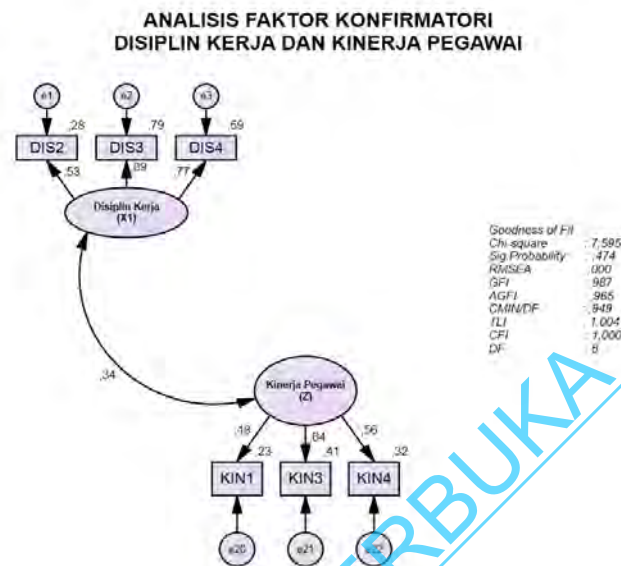 ANALISIS FAKTOR KONFIRMATORI
DISIPLIN KERJA DAN KINERJA PEGAWAI
e1 e2 e3
.28 .79 .59
DIS2 DIS3 DIS4
.53 .89 .77
Disiplin Kerja
(X1)
Goodness of Fit
Chi-square :7,595
Sig.Probability :,474
RMSEA ,000
GFI ,987
AGFI ,965
CMIN/DF ,949
TLI 1,004
CFI 1,000
DF :
.34
Kinerja Pegawai
(Z)
.48 .64 .56
.23 .41 .32
KIN1 KIN3 KIN4
e20 e21 e22
ERBUKA